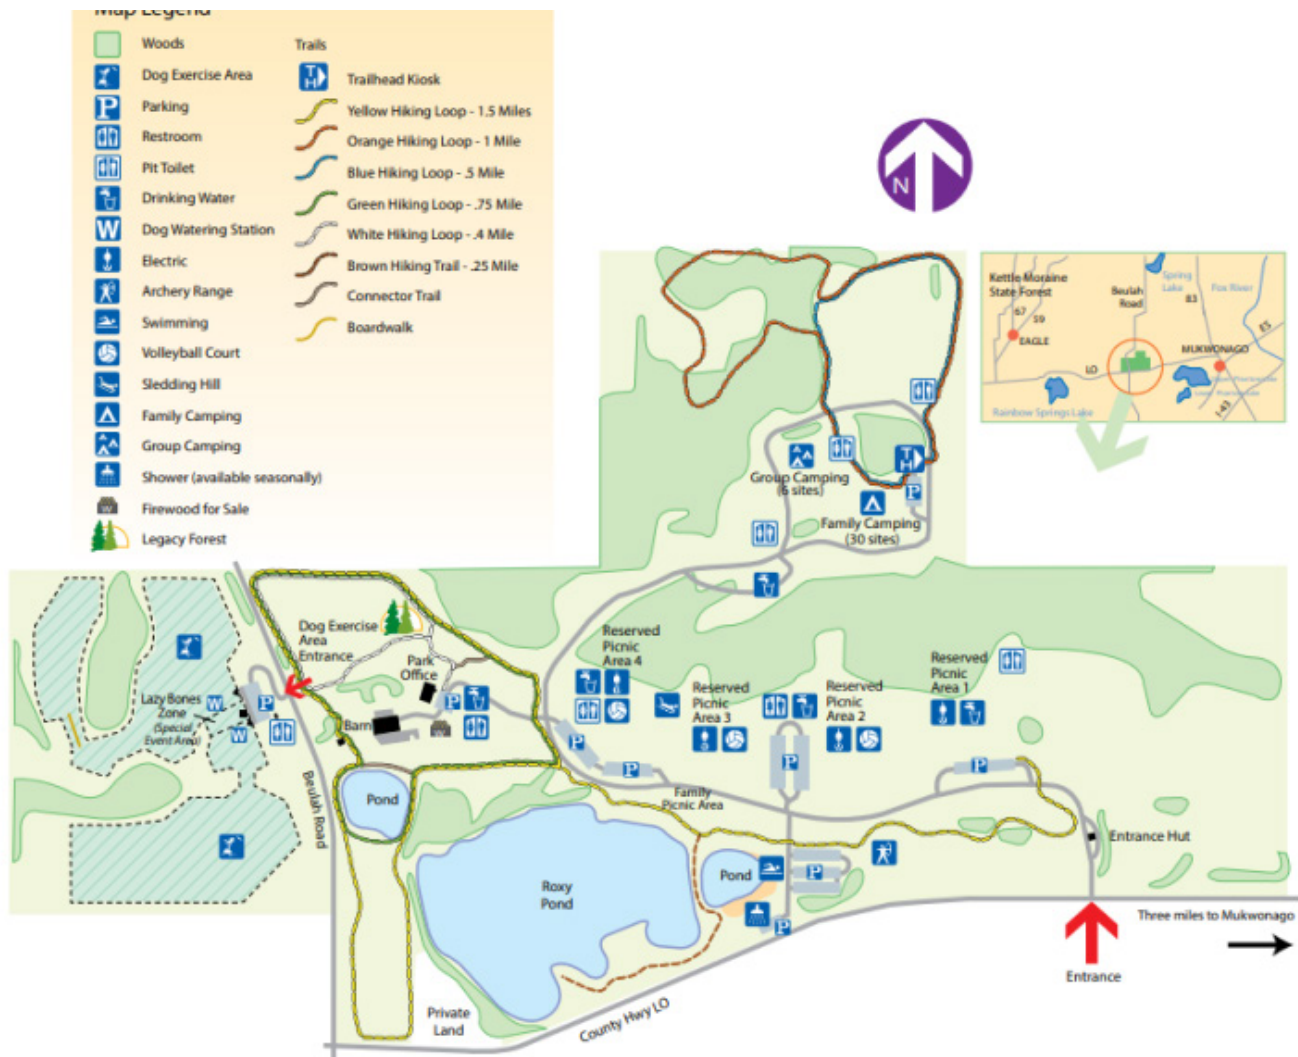 Map Legend
Woods
Dog Exercise Area
P
Parking
Restroom
Pit Toilet
Drinking Water
W
Dog Watering Station
Electric
Archery Range
Swimming
Volleyball Court
Sledding Hill
Family Camping
Group Camping
Shower (available seasonally)
W
Firewood for Sale
Legacy Forest
Trails
TH
Trailhead Kiosk
Yellow Hiking Loop - 1.5 Miles
Orange Hiking Loop - 1 Mile
Blue Hiking Loop - .5 Mile
Green Hiking Loop - .75 Mile
White Hiking Loop - .4 Mile
Brown Hiking Trail - .25 Mile
Connector Trail
Boardwalk
N
Kettle Moraine
State Forest
67
59
EAGLE
Beulah
Road
Spring
Lake
83
Fox River
ES
MUKWONAGO
LO
Rainbow Springs Lake
I-43
TH
P
Group Camping
(6 sites)
Family Camping
(30 sites)
Dog Exercise
Area
Entrance
Park
Office
P
W
Barn
Lazy Bones
Zone
(Special
Event Area)
W
W
P
Beulah Road
Reserved
Picnic
Area 4
Reserved
Picnic
Area 3
Reserved
Picnic
Area 2
Reserved
Picnic
Area 1
P
P
P
P
Family
Picnic Area
Pond
Roxy
Pond
Pond
P
P
Entrance Hut
Three miles to Mukwonago
Entrance
County Hwy LO
Private
Land